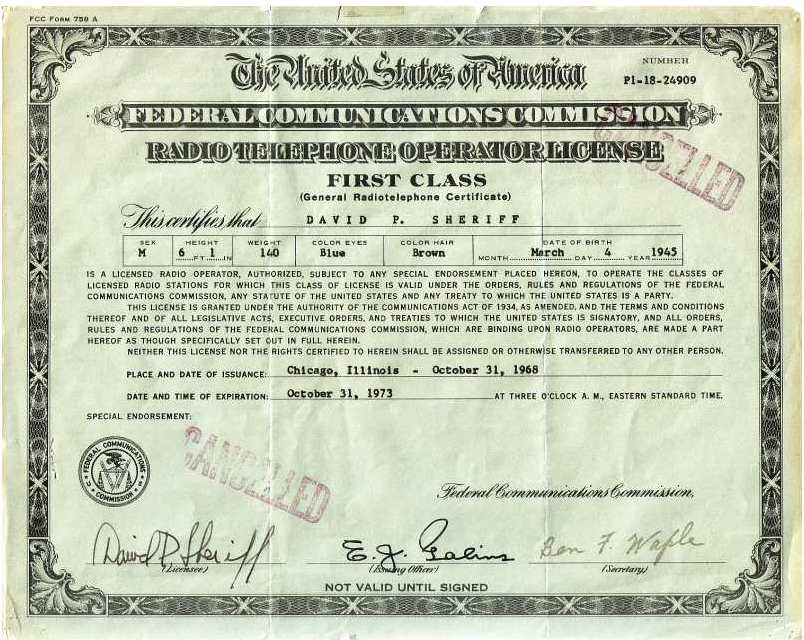 FCC FORM 758 A
The United States of America
NUMBER
P1-18-24909
FEDERAL COMMUNICATIONS COMMISSION
RADIO TELEPHONE OPERATOR LICENSE
CANCELLED
FIRST CLASS
(General Radiotelephone Certificate)
This certifies that DAVID P. SHERIFF
SEX HEIGHT WEIGHT COLOR EYES COLOR HAIR DATE OF BIRTH
M 6 FT. 1 IN 140 Blue Brown MONTH March DAY 4 YEAR 1945
IS A LICENSED RADIO OPERATOR, AUTHORIZED, SUBJECT TO ANY SPECIAL ENDORSEMENT PLACED HEREON, TO OPERATE THE CLASSES OF
LICENSED RADIO STATIONS FOR WHICH THIS CLASS OF LICENSE IS VALID UNDER THE ORDERS, RULES AND REGULATIONS OF THE FEDERAL
COMMUNICATIONS COMMISSION, ANY STATUTE OF THE UNITED STATES AND ANY TREATY TO WHICH THE UNITED STATES IS A PARTY.
THIS LICENSE IS GRANTED UNDER THE AUTHORITY OF THE COMMUNICATIONS ACT OF 1934, AS AMENDED, AND THE TERMS AND CONDITIONS
THEREOF AND OF ALL LEGISLATIVE ACTS, EXECUTIVE ORDERS, AND TREATIES TO WHICH THE UNITED STATES IS SIGNATORY, AND ALL ORDERS,
RULES AND REGULATIONS OF THE FEDERAL COMMUNICATIONS COMMISSION, WHICH ARE BINDING UPON RADIO OPERATORS, ARE MADE A PART
HEREOF AS THOUGH SPECIFICALLY SET OUT IN FULL HEREIN.
NEITHER THIS LICENSE NOR THE RIGHTS CERTIFIED TO HEREIN SHALL BE ASSIGNED OR OTHERWISE TRANSFERRED TO ANY OTHER PERSON.
PLACE AND DATE OF ISSUANCE: Chicago, Illinois - October 31, 1968
DATE AND TIME OF EXPIRATION: October 31, 1973 AT THREE O'CLOCK A. M., EASTERN STANDARD TIME.
SPECIAL ENDORSEMENT:
CANCELLED
FEDERAL COMMUNICATIONS COMMISSION
Federal Communications Commission,
David P Sheriff E. J. Galins Ben F. Waple
(Licensee) (Issuing Officer) (Secretary)
NOT VALID UNTIL SIGNED